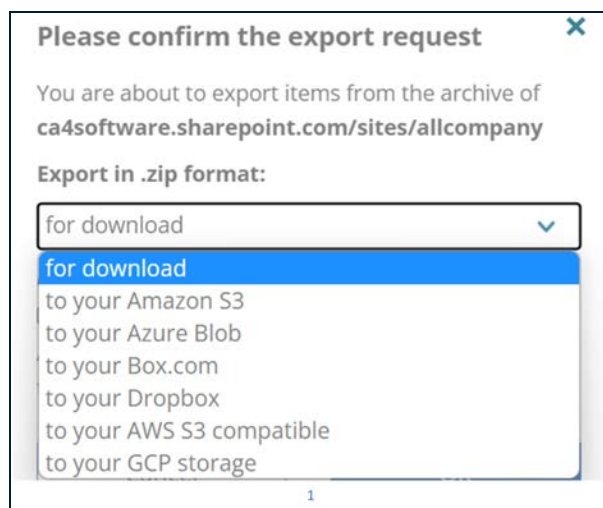 Please confirm the export request
You are about to export items from the archive of
ca4software.sharepoint.com/sites/allcompany
Export in .zip format:
for download
for download
to your Amazon S3
to your Azure Blob
to your Box.com
to your Dropbox
to your AWS S3 compatible
to your GCP storage
1